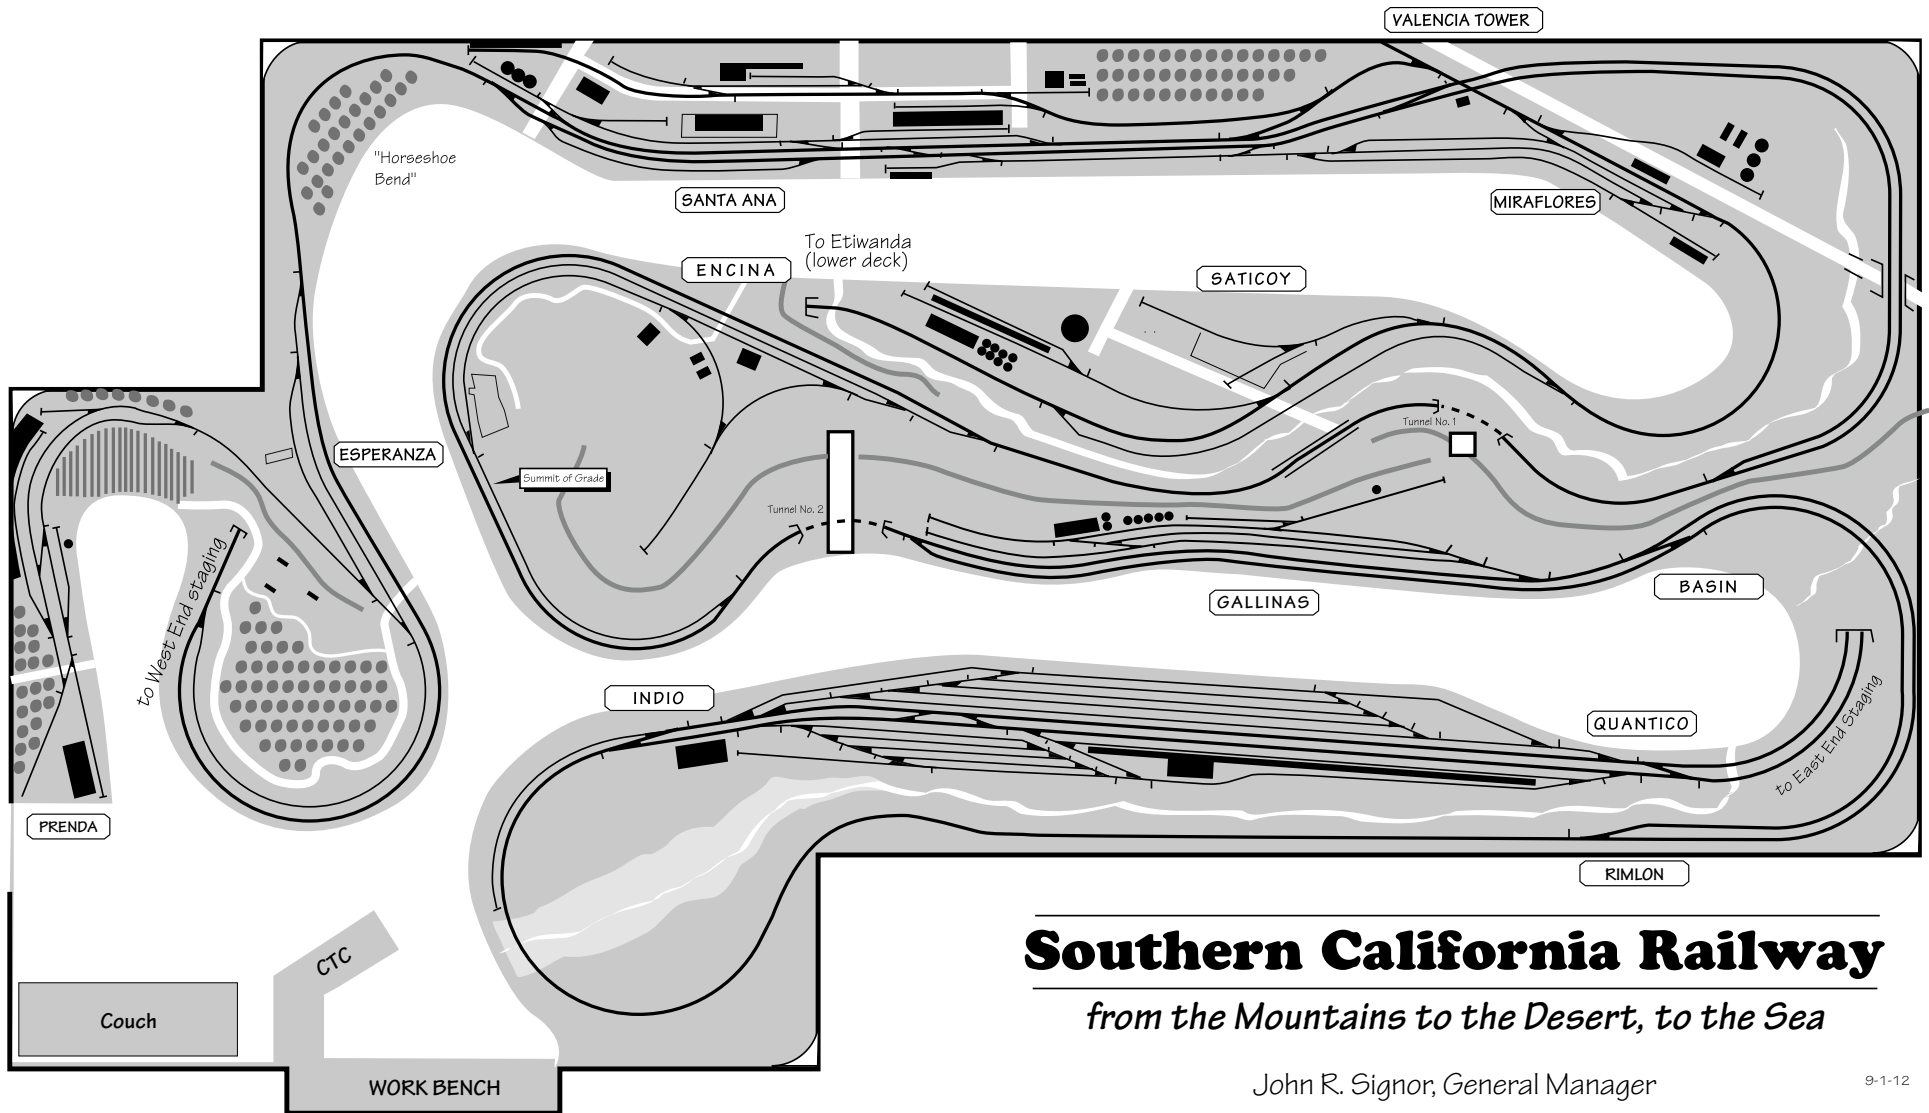 VALENCIA TOWER
"Horseshoe
Bend"
SANTA ANA
MIRAFLORES
To Etiwanda
(lower deck)
ENCINA
SATICOY
Tunnel No. 1
ESPERANZA
Summit of Grade
Tunnel No. 2
to West End staging
BASIN
GALLINAS
INDIO
QUANTICO
to East End Staging
PRENDA
RIMLON
CTC
Couch
WORK BENCH
Southern California Railway
from the Mountains to the Desert, to the Sea
John R. Signor, General Manager
9-1-12